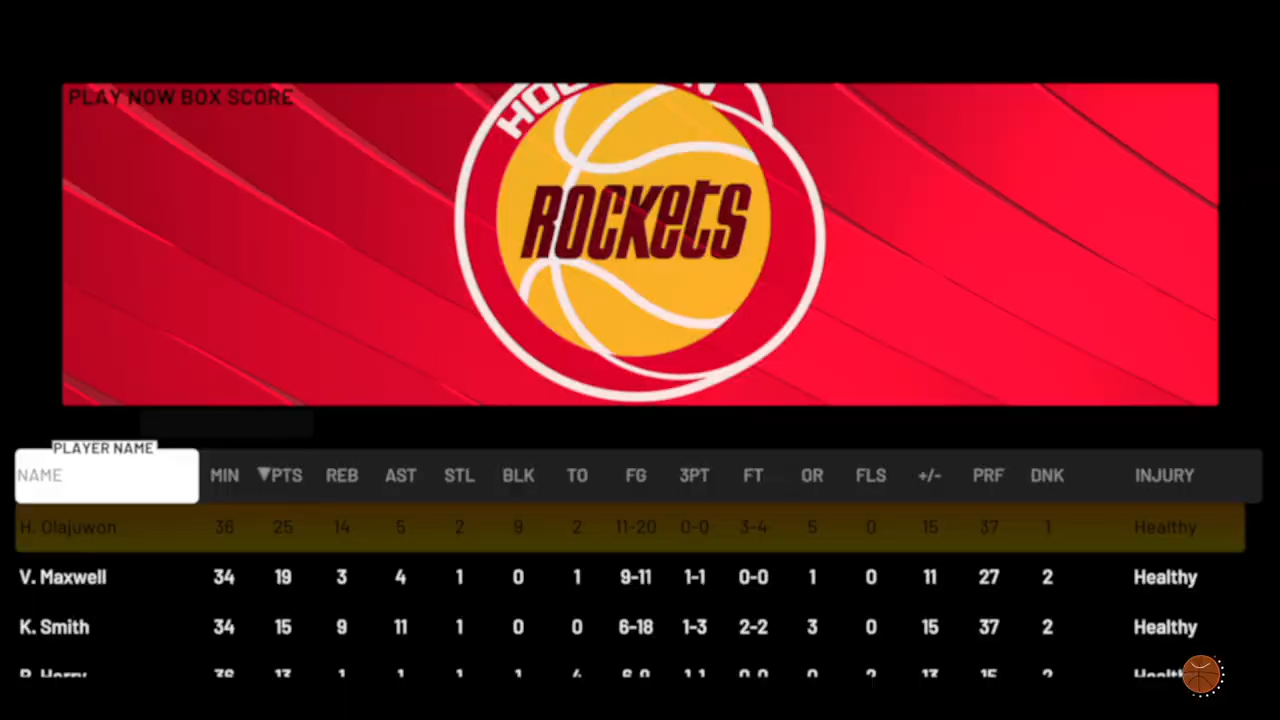 PLAY NOW BOX SCORE
ROCKETS
PLAYER NAME
NAME MIN ▼PTS REB AST STL BLK TO FG 3PT FT OR FLS +/- PRF DNK INJURY
H. Olajuwon 36 25 14 5 2 9 2 11-20 0-0 3-4 5 0 15 37 1 Healthy
V. Maxwell 34 19 3 4 1 0 1 9-11 1-1 0-0 1 0 11 27 2 Healthy
K. Smith 34 15 9 11 1 0 0 6-18 1-3 2-2 3 0 15 37 2 Healthy